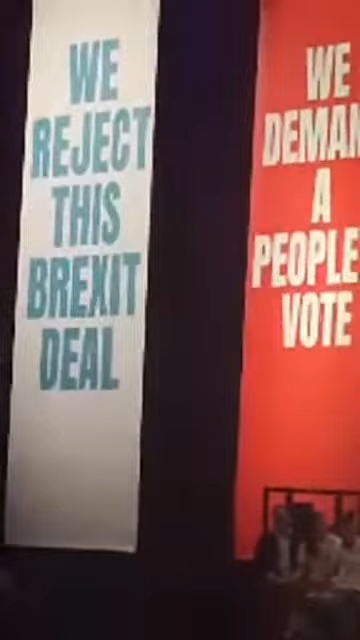 WE
REJECT
THIS
BREXIT
DEAL
WE
DEMAN
A
PEOPLE
VOTE